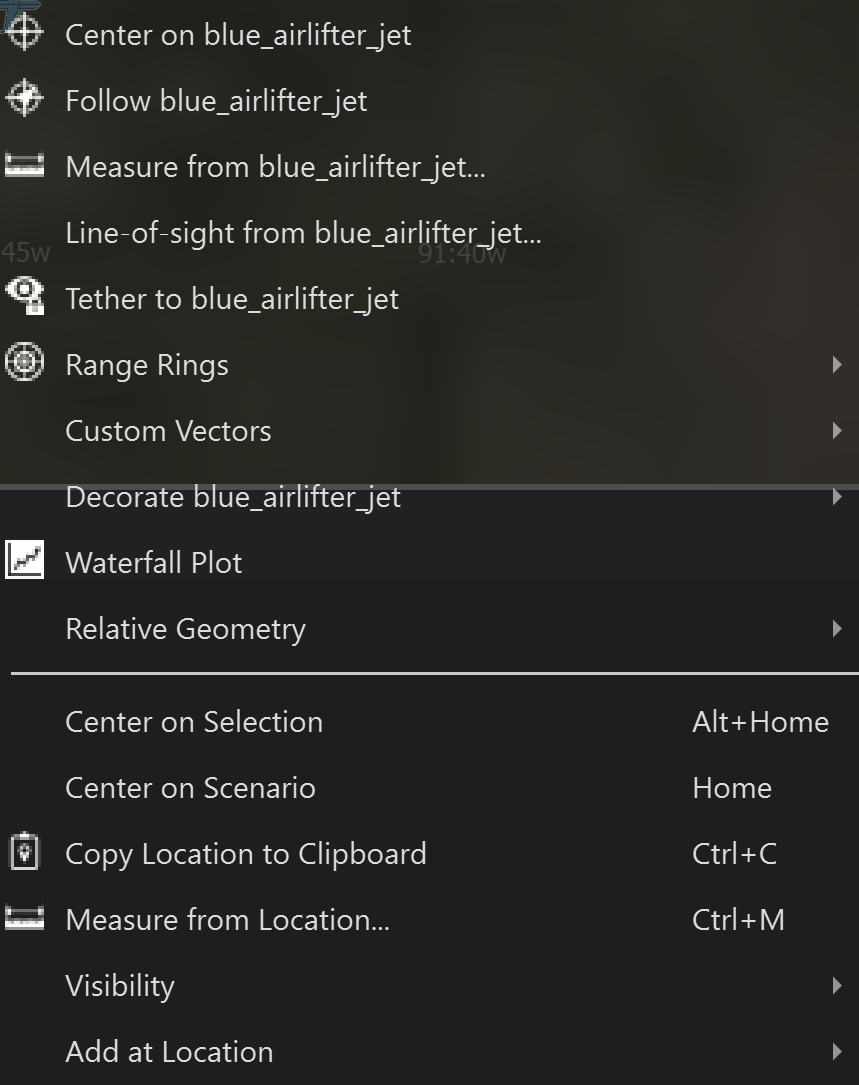 Center on blue_airlifter_jet
Follow blue_airlifter_jet
Measure from blue_airlifter_jet...
Line-of-sight from blue_airlifter_jet...
45w 91:40w
Tether to blue_airlifter_jet
Range Rings
Custom Vectors
Decorate blue_airlifter_jet
Waterfall Plot
Relative Geometry
Center on Selection Alt+Home
Center on Scenario Home
Copy Location to Clipboard Ctrl+C
Measure from Location... Ctrl+M
Visibility
Add at Location